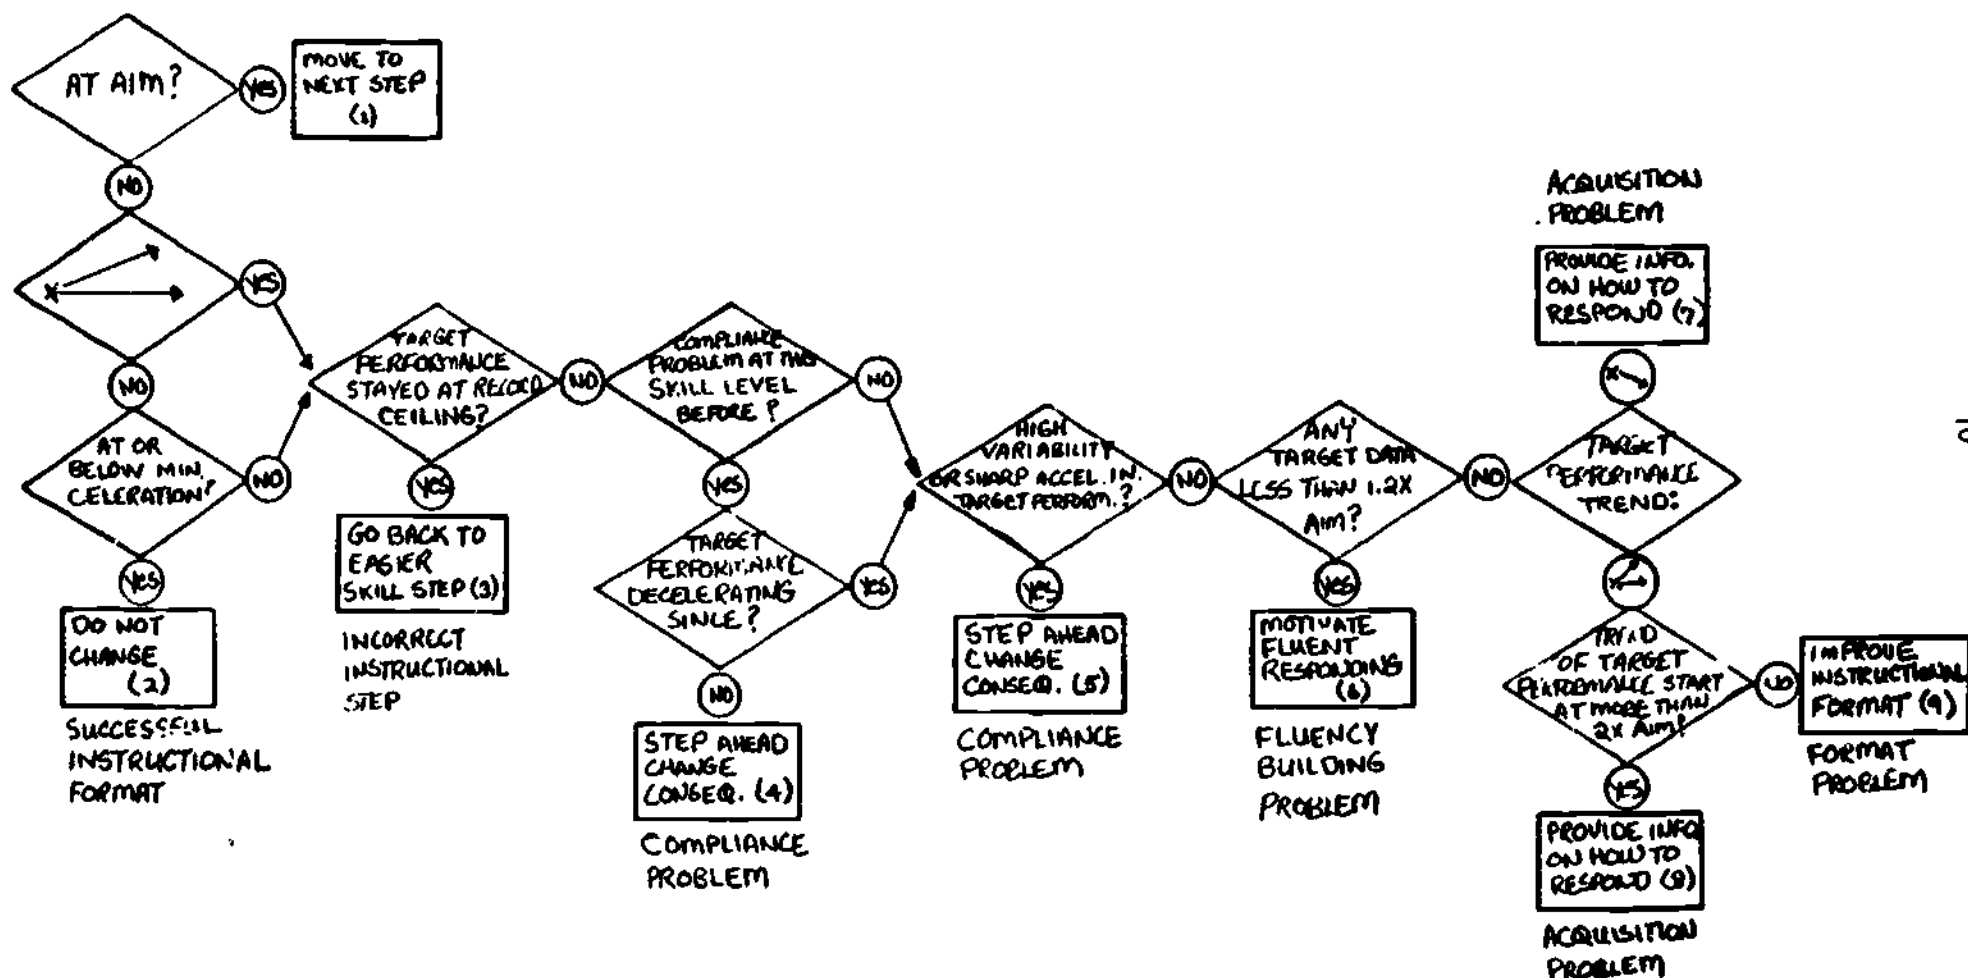 AT AIM?
YES
MOVE TO
NEXT STEP
(1)
NO
X
YES
NO
AT OR
BELOW MIN.
CELERATION?
NO
YES
DO NOT
CHANGE
(2)
SUCCESSFUL
INSTRUCTIONAL
FORMAT
TARGET
PERFORMANCE
STAYED AT RECORD
CEILING?
NO
YES
GO BACK TO
EASIER
SKILL STEP (3)
INCORRECT
INSTRUCTIONAL
STEP
COMPLIANCE
PROBLEM AT THIS
SKILL LEVEL
BEFORE?
NO
YES
TARGET
PERFORMANCE
DECELERATING
SINCE?
YES
NO
STEP AHEAD
CHANGE
CONSEQ. (4)
COMPLIANCE
PROBLEM
HIGH
VARIABILITY
OR SHARP ACCEL. IN
TARGET PERFORM.?
NO
YES
STEP AHEAD
CHANGE
CONSEQ. (5)
COMPLIANCE
PROBLEM
ANY
TARGET DATA
LESS THAN 1.2X
AIM?
NO
YES
MOTIVATE
FLUENT
RESPONDING
(6)
FLUENCY
BUILDING
PROBLEM
ACQUISITION
PROBLEM
PROVIDE INFO.
ON HOW TO
RESPOND (7)
X
TARGET
PERFORMANCE
TREND:
X
TREND
OF TARGET
PERFORMANCE START
AT MORE THAN
2X AIM?
NO
IMPROVE
INSTRUCTIONAL
FORMAT (9)
FORMAT
PROBLEM
YES
PROVIDE INFO
ON HOW TO
RESPOND (8)
ACQUISITION
PROBLEM